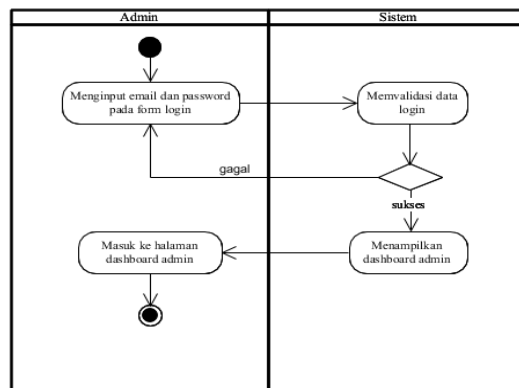 Admin
Sistem
Menginput email dan password
pada form login
Memvalidasi data
login
gagal
sukses
Masuk ke halaman
dashboard admin
Menampilkan
dashboard admin